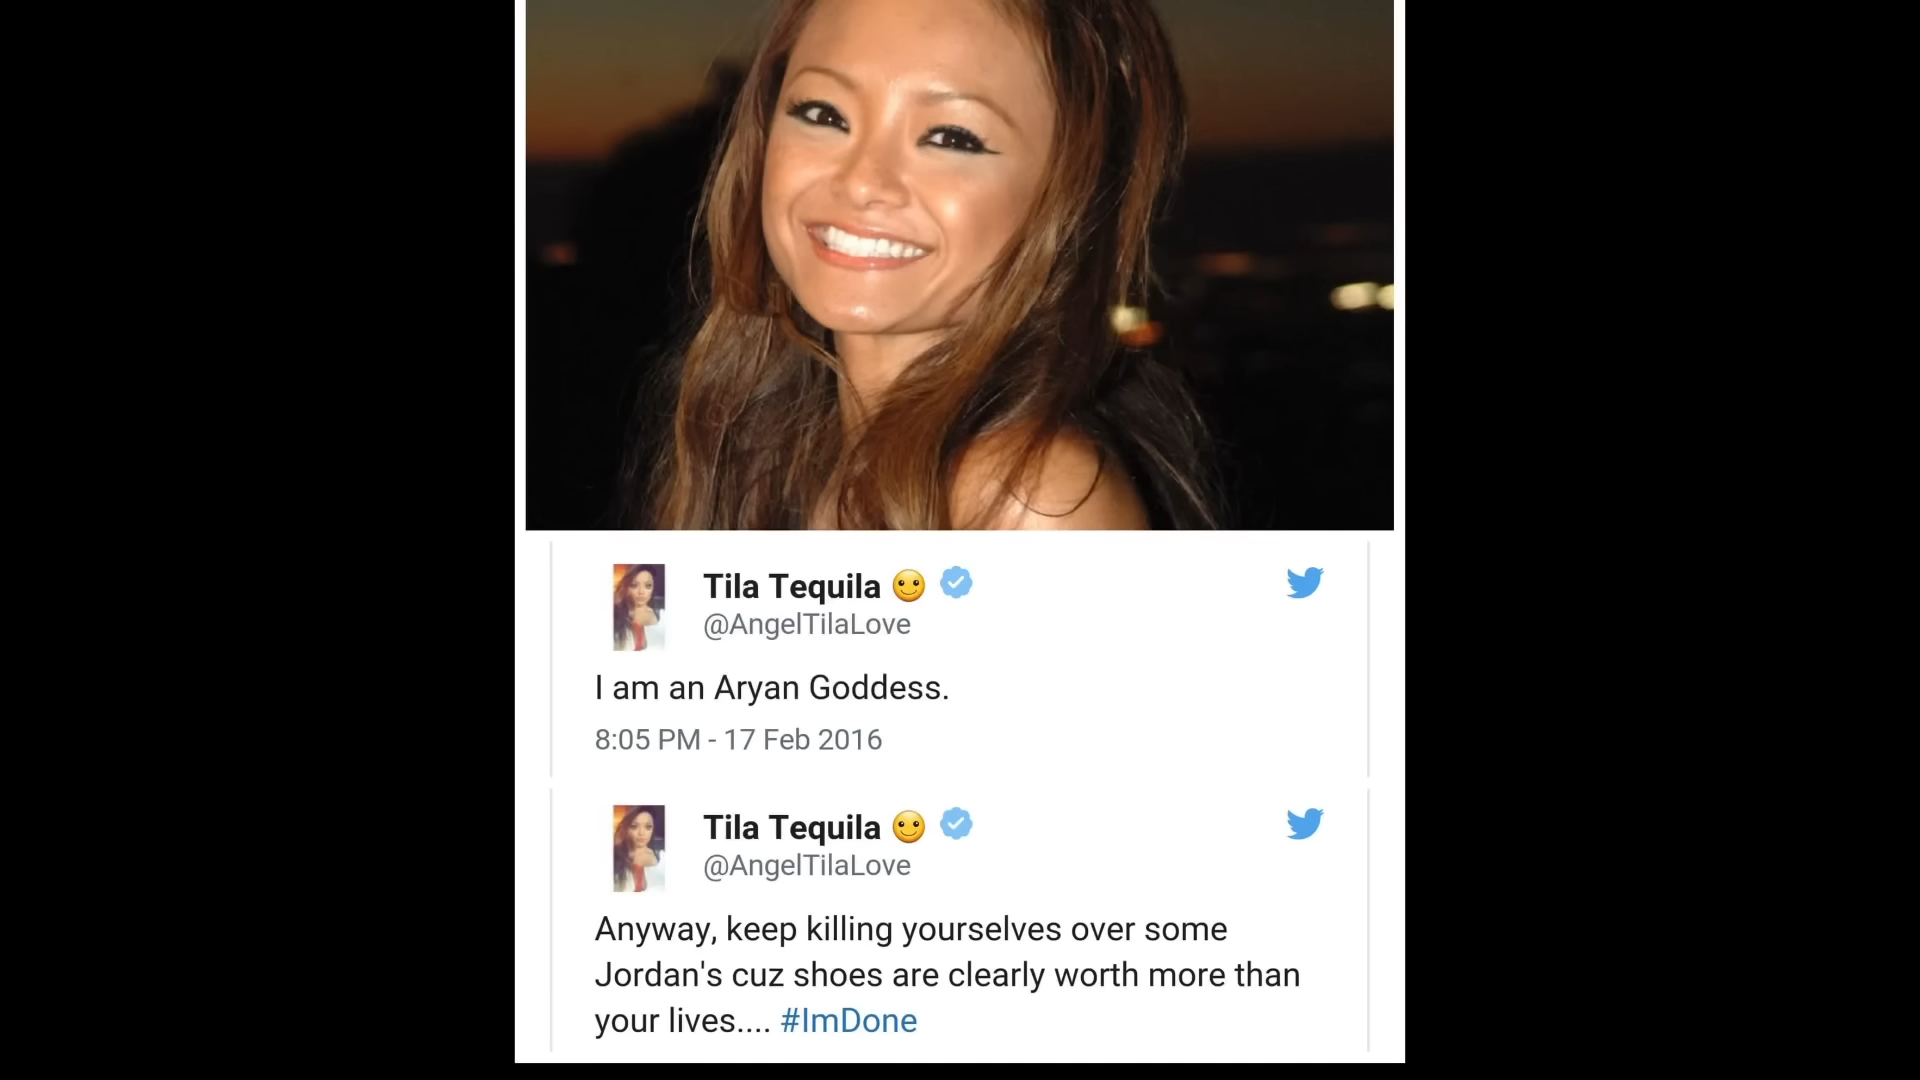 Tila Tequila
@AngelTilaLove
I am an Aryan Goddess.
8:05 PM - 17 Feb 2016
Tila Tequila
@AngelTilaLove
Anyway, keep killing yourselves over some
Jordan's cuz shoes are clearly worth more than
your lives.... #ImDone